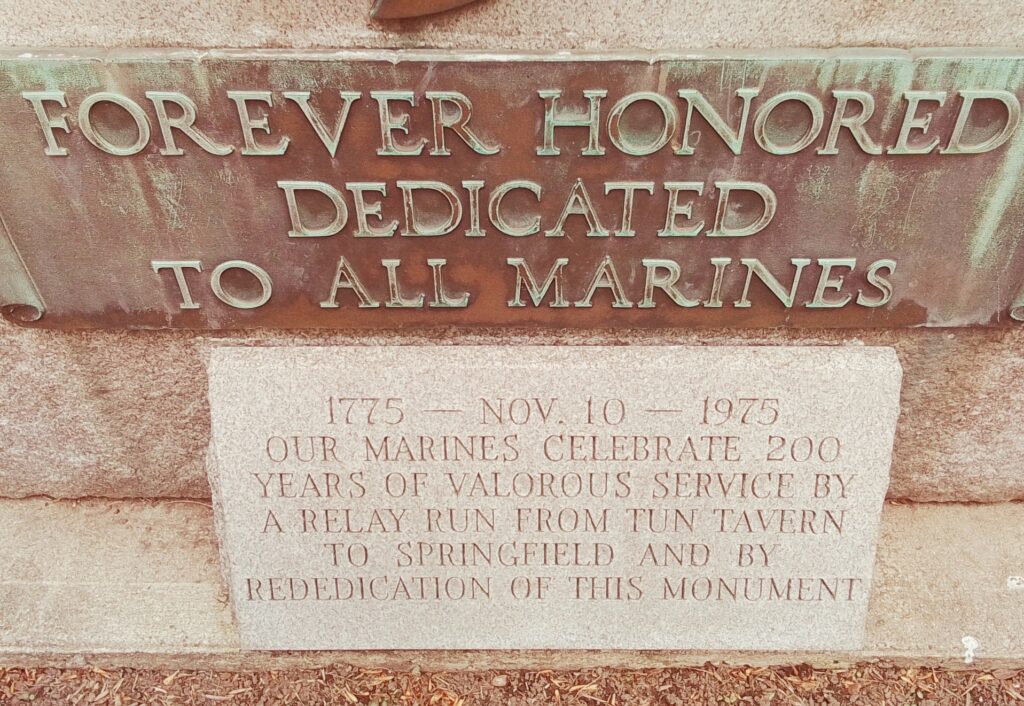 FOREVER HONORED
DEDICATED
TO ALL MARINES
1775 — NOV. 10 — 1975
OUR MARINES CELEBRATE 200
YEARS OF VALOROUS SERVICE BY
A RELAY RUN FROM TUN TAVERN
TO SPRINGFIELD AND BY
REDEDICATION OF THIS MONUMENT